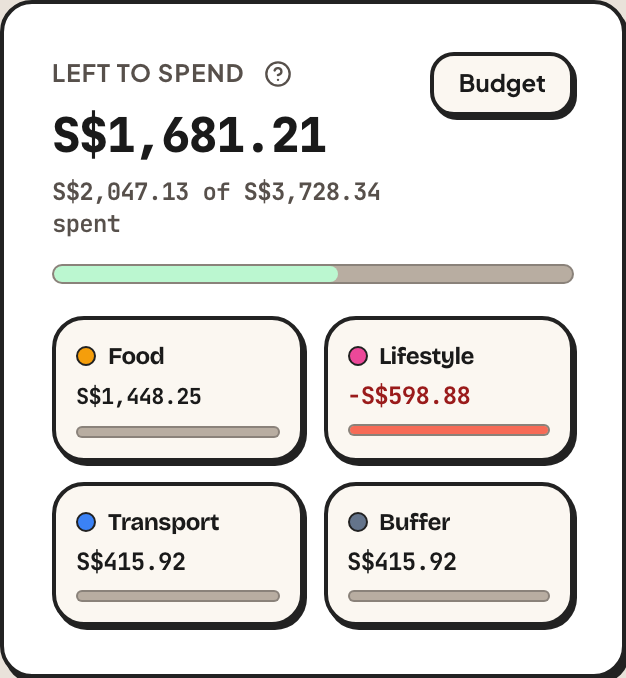 LEFT TO SPEND ?
Budget
S$1,681.21
S$2,047.13 of S$3,728.34
spent
Food
S$1,448.25
Lifestyle
-S$598.88
Transport
S$415.92
Buffer
S$415.92